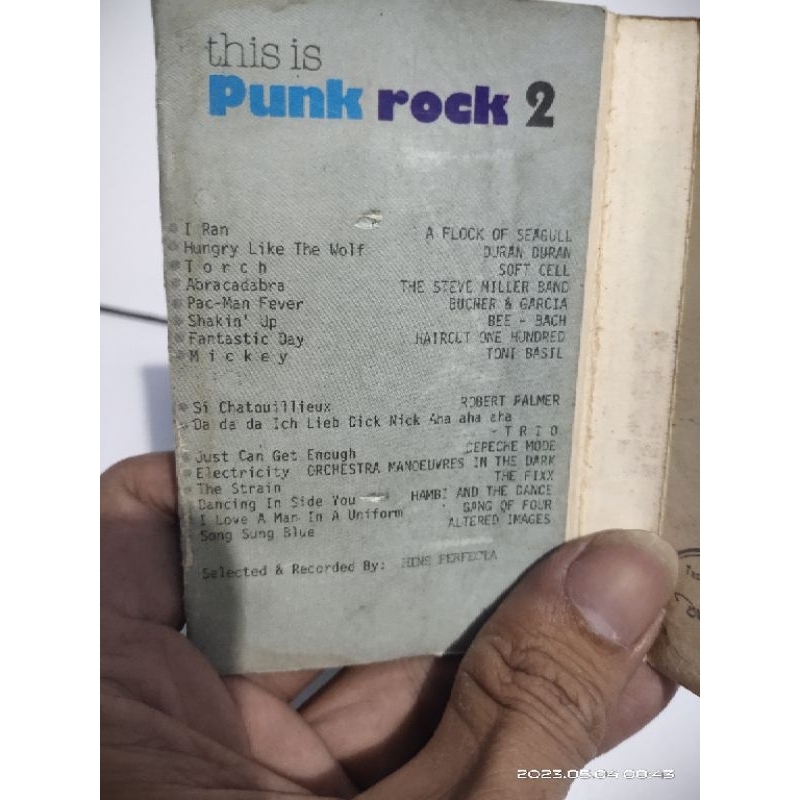 this is
Punk rock 2
I Ran A FLOCK OF SEAGULL
Hungry Like The Wolf DURAN DURAN
T o r c h SOFT CELL
Abracadabra THE STEVE MILLER BAND
Pac-Man Fever BUCNER & GARCIA
Shakin' Up BEE - BACH
Fantastic Day HAIRCUT ONE HUNDRED
M i c k e y TONI BASIL
Si Chatouillieux ROBERT PALMER
Da da da Ich Lieb Dick Nick Aha aha aha
- T R I O
Just Can Get Enough DEPECHE MODE
Electricity ORCHESTRA MANOEUVRES IN THE DARK
The Strain THE FIXX
Dancing In Side You HAMBI AND THE DANCE
I Love A Man In A Uniform GANG OF FOUR
Song Sung Blue ALTERED IMAGES
Selected & Recorded By: HINS PERFECTA
2023.05.04 00:43